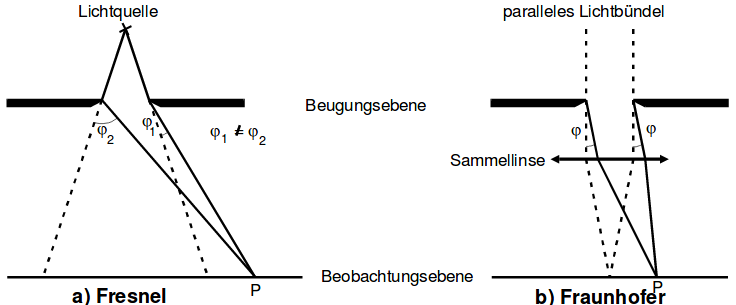 Lichtquelle
paralleles Lichtbündel
Beugungsebene
φ2
φ1
φ1 ≠ φ2
φ
φ
Sammellinse
Beobachtungsebene
P
P
a) Fresnel
b) Fraunhofer